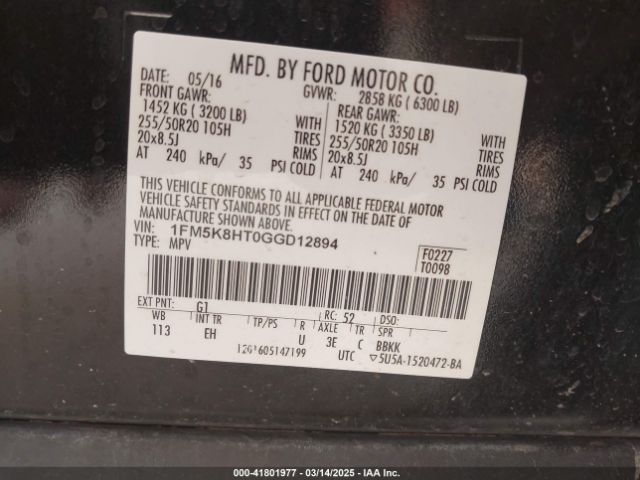 MFD. BY FORD MOTOR CO.
DATE: 05/16 GVWR: 2858 KG ( 6300 LB)
FRONT GAWR: REAR GAWR:
1452 KG ( 3200 LB) WITH 1520 KG ( 3350 LB) WITH
255/50R20 105H TIRES 255/50R20 105H TIRES
20x8.5J RIMS 20x8.5J RIMS
AT 240 kPa/ 35 PSI COLD AT 240 kPa/ 35 PSI COLD
THIS VEHICLE CONFORMS TO ALL APPLICABLE FEDERAL MOTOR
VEHICLE SAFETY STANDARDS IN EFFECT ON THE DATE OF
MANUFACTURE SHOWN ABOVE.
VIN: 1FM5K8HT0GGD12894
TYPE: MPV
F0227
T0098
EXT PNT: G1 RC: 52 DSO:
WB INT TR TP/PS R AXLE TR SPR
113 EH U 3E C BBKK
UTC ▽5U5A-1520472-BA
000-41801977 — 03/14/2025 — IAA Inc.